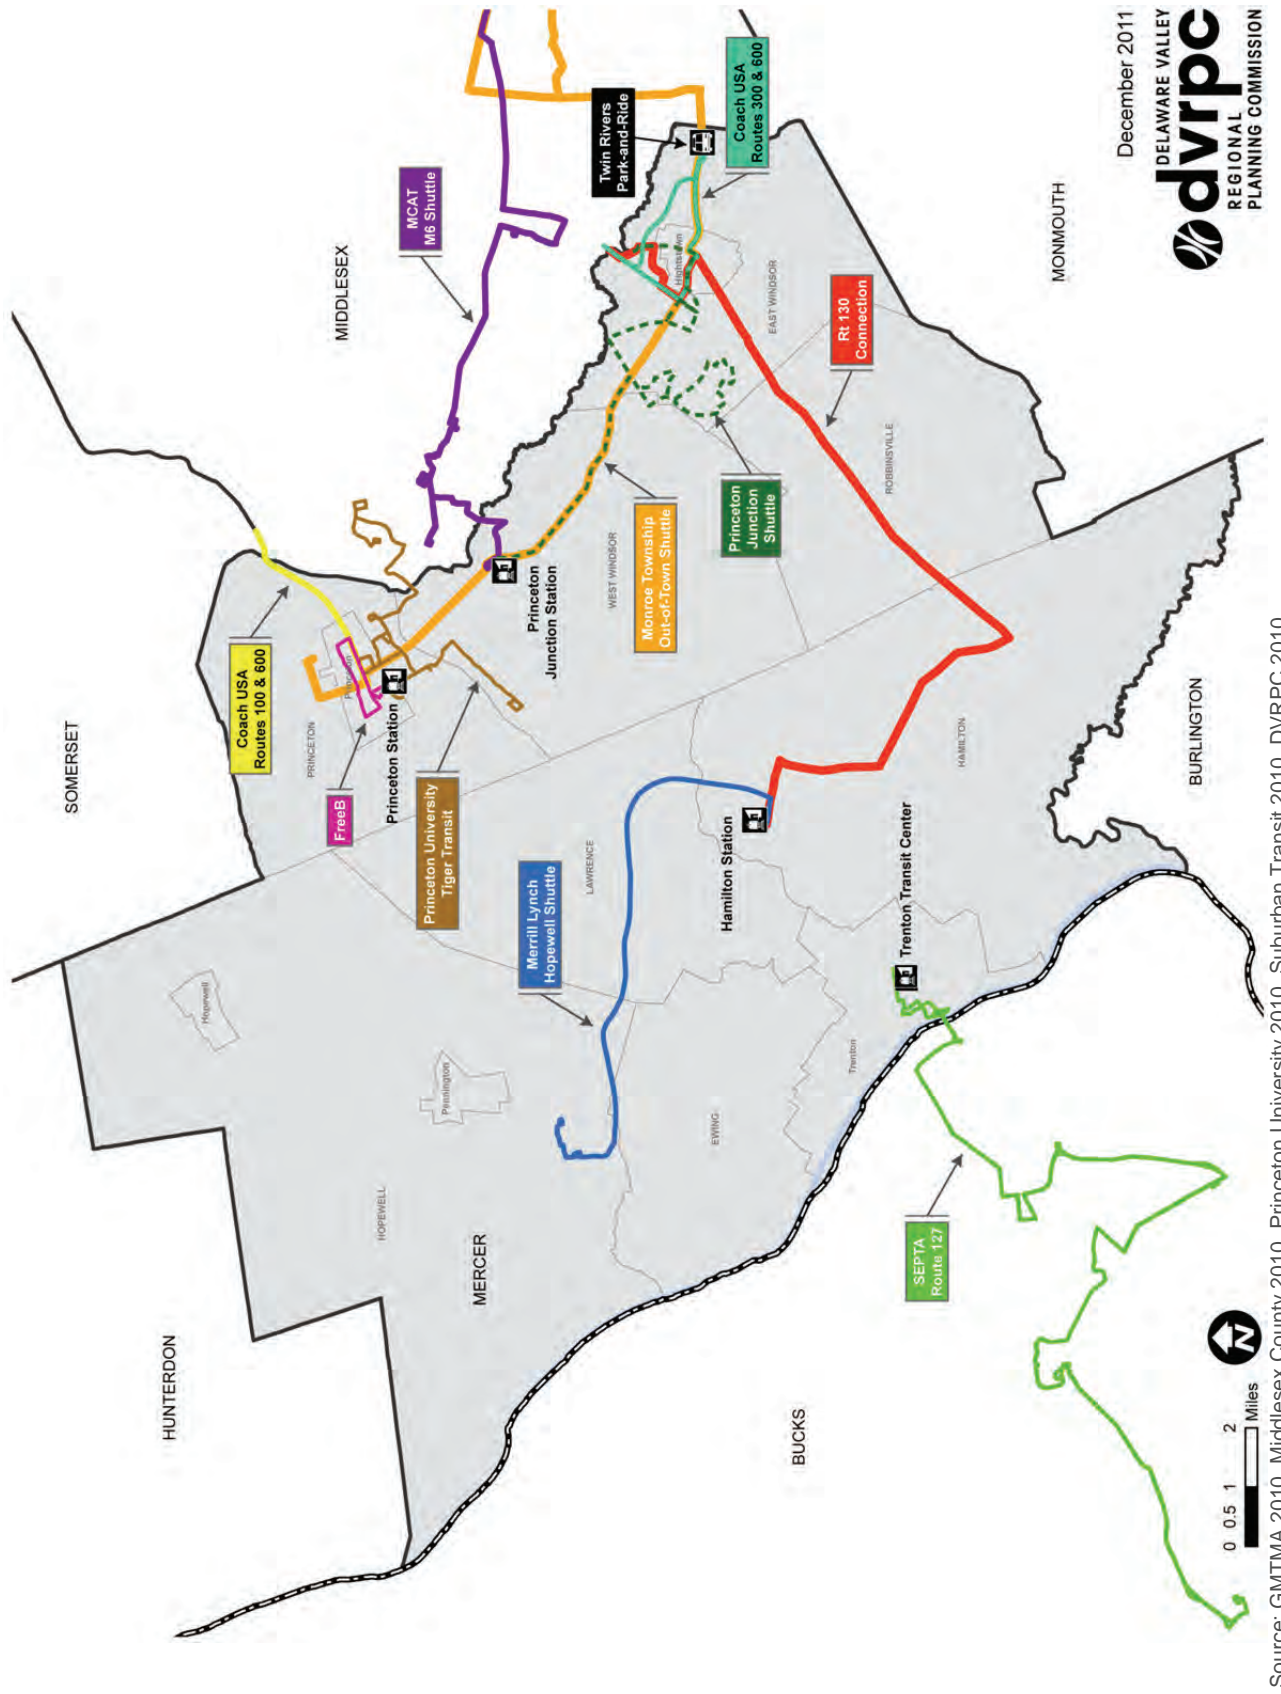 SOMERSET
HUNTERDON
MIDDLESEX
MONMOUTH
BURLINGTON
BUCKS
MERCER
HOPEWELL
Hopewell
Pennington
EWING
Trenton
LAWRENCE
HAMILTON
PRINCETON
WEST WINDSOR
EAST WINDSOR
ROBBINSVILLE
Hightstown
Coach USA
Routes 100 & 600
FreeB
Princeton Station
Princeton University
Tiger Transit
MCAT
M6 Shuttle
Princeton
Junction Station
Merrill Lynch
Hopewell Shuttle
Hamilton Station
Trenton Transit Center
SEPTA
Route 127
Monroe Township
Out-of-Town Shuttle
Princeton
Junction
Shuttle
Rt 130
Connection
Twin Rivers
Park-and-Ride
Coach USA
Routes 300 & 600
0 0.5 1 2
Miles
N
December 2011
dvrpc
DELAWARE VALLEY
REGIONAL
PLANNING COMMISSION
Source: GMTMA 2010, Middlesex County 2010, Princeton University 2010, Suburban Transit 2010, DVRPC 2010